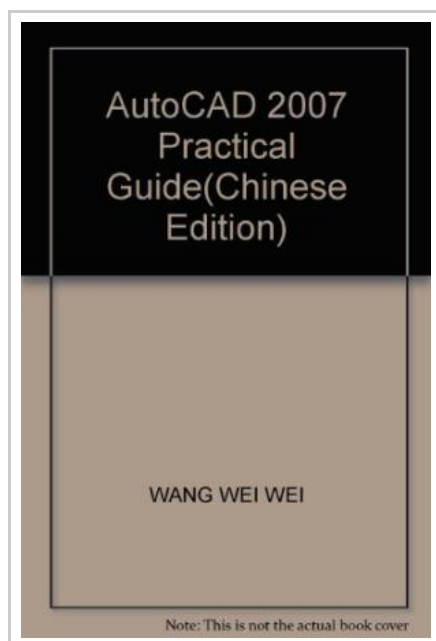 AutoCAD 2007
Practical
Guide(Chinese
Edition)
WANG WEI WEI
Note: This is not the actual book cover